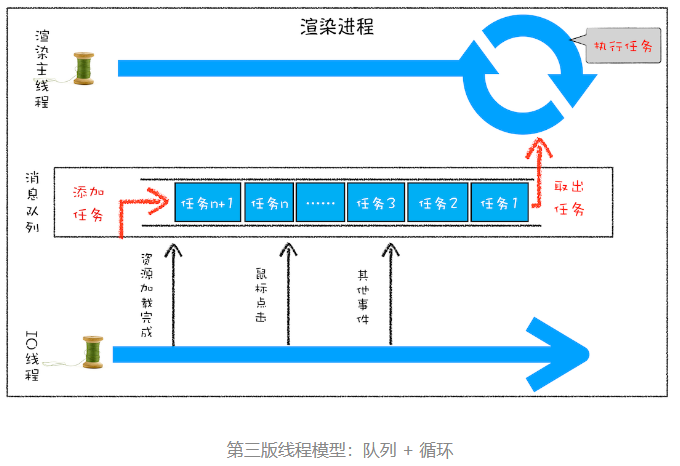 渲染进程
渲染主线程
执行任务
消息队列
添加
任务
任务n+1
任务n
……
任务3
任务2
任务1
取出
任务
资源加载完成
鼠标点击
其他事件
IO线程
第三版线程模型：队列 + 循环